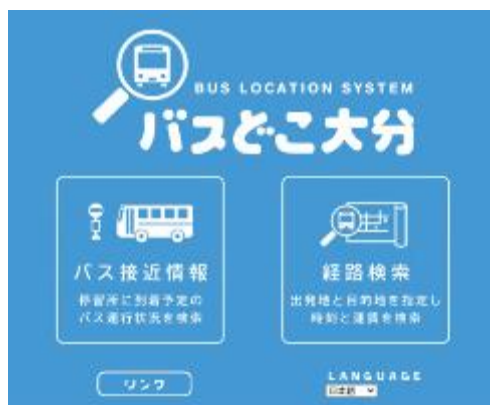 BUS LOCATION SYSTEM
バスどこ大分
バス接近情報
停留所に到着予定の
バス運行状況を検索
経路検索
出発地と目的地を指定し
時刻と運賃を検索
リンク
LANGUAGE
日本語